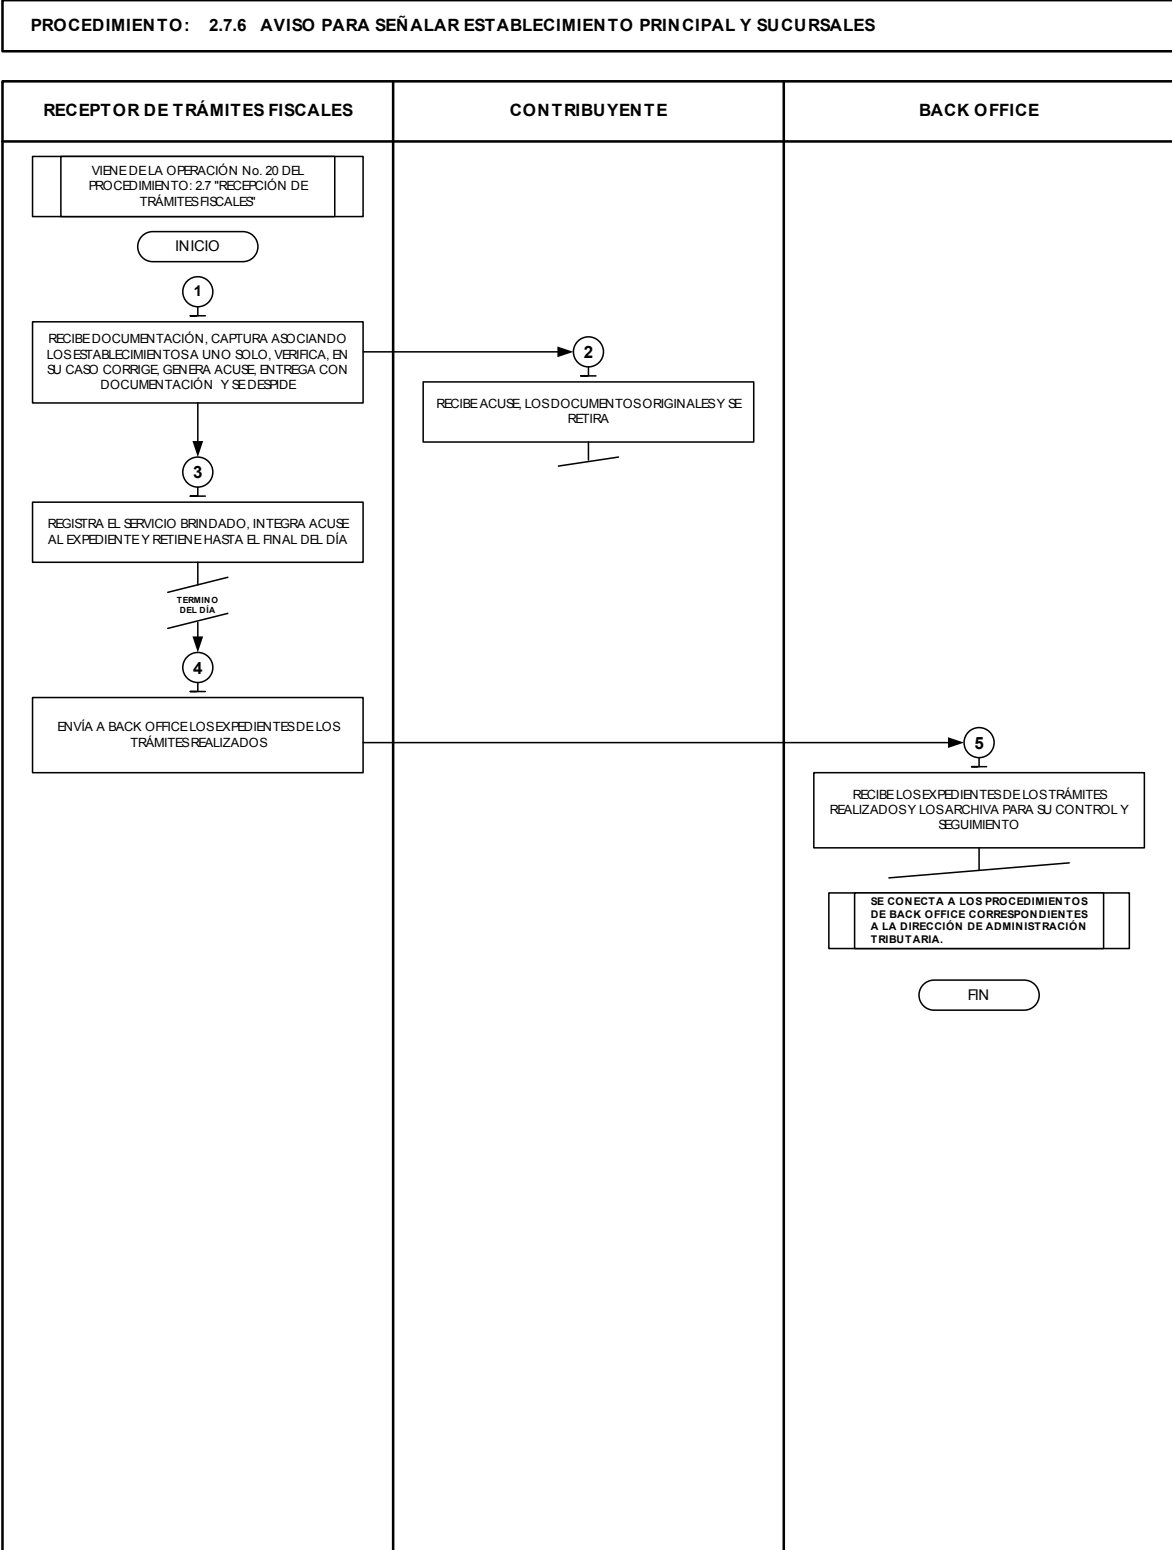 PROCEDIMIENTO: 2.7.6 AVISO PARA SEÑALAR ESTABLECIMIENTO PRINCIPAL Y SUCURSALES
RECEPTOR DE TRÁMITES FISCALES
CONTRIBUYENTE
BACK OFFICE
VIENE DE LA OPERACIÓN No. 20 DEL
PROCEDIMIENTO: 2.7 "RECEPCIÓN DE
TRÁMITES FISCALES"
INICIO
1
RECIBE DOCUMENTACIÓN, CAPTURA ASOCIANDO
LOS ESTABLECIMIENTOS A UNO SOLO, VERIFICA, EN
SU CASO CORRIGE, GENERA ACUSE, ENTREGA CON
DOCUMENTACIÓN Y SE DESPIDE
2
RECIBE ACUSE, LOS DOCUMENTOS ORIGINALES Y SE
RETIRA
3
REGISTRA EL SERVICIO BRINDADO, INTEGRA ACUSE
AL EXPEDIENTE Y RETIENE HASTA EL FINAL DEL DÍA
TERMINO
DEL DÍA
4
ENVÍA A BACK OFFICE LOS EXPEDIENTES DE LOS
TRÁMITES REALIZADOS
5
RECIBE LOS EXPEDIENTES DE LOS TRÁMITES
REALIZADOS Y LOS ARCHIVA PARA SU CONTROL Y
SEGUIMIENTO
SE CONECTA A LOS PROCEDIMIENTOS
DE BACK OFFICE CORRESPONDIENTES
A LA DIRECCIÓN DE ADMINISTRACIÓN
TRIBUTARIA.
FIN